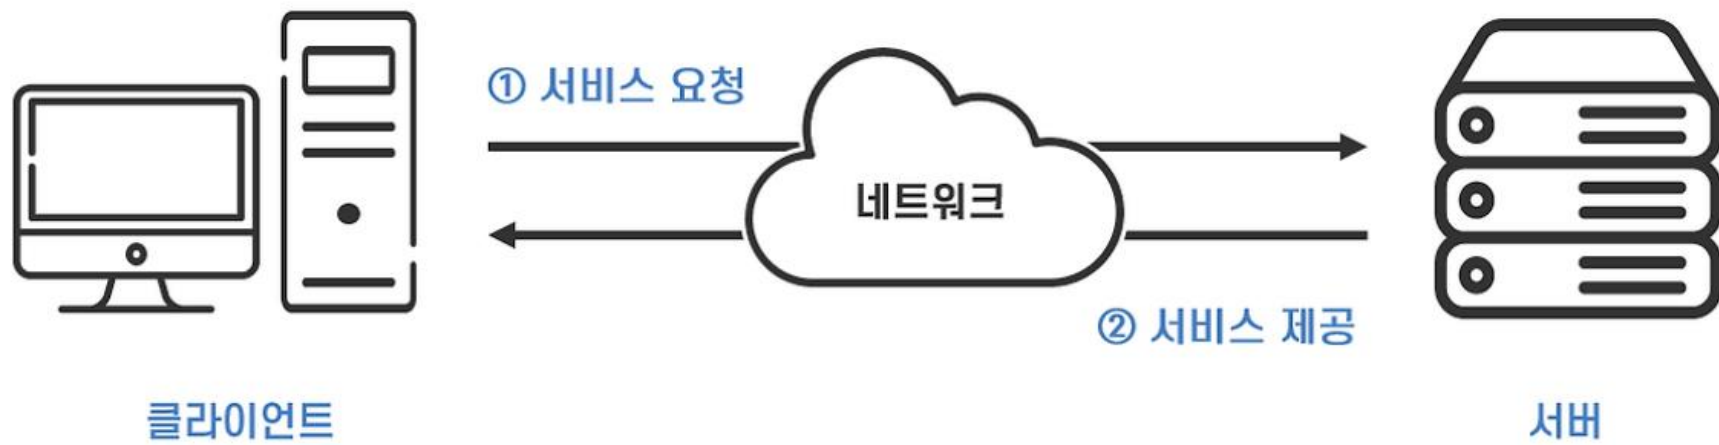 ① 서비스 요청
네트워크
② 서비스 제공
클라이언트
서버